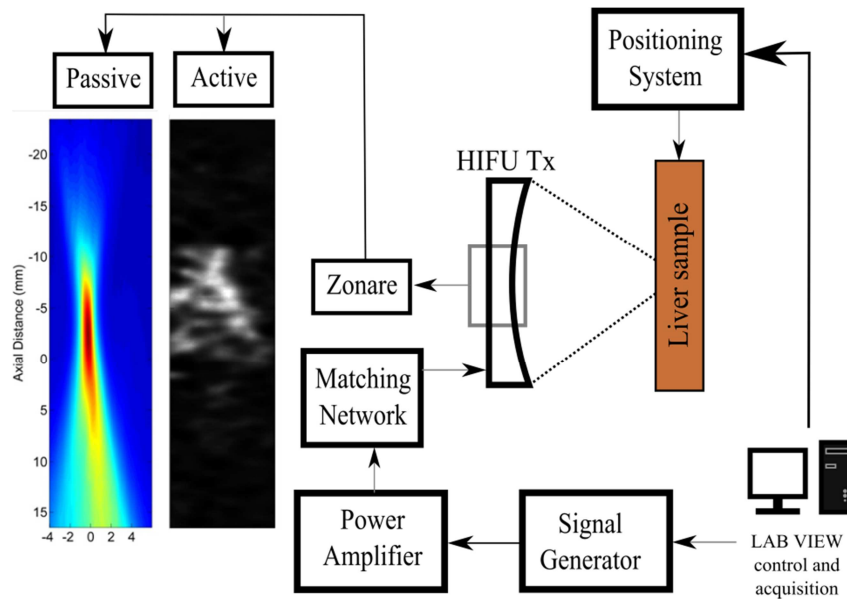 Passive
Active
Positioning
System
HIFU Tx
Liver sample
Zonare
Matching
Network
Power
Amplifier
Signal
Generator
LAB VIEW
control and
acquisition
Axial Distance (mm)
-20
-15
-10
-5
0
5
10
15
-4 -2 0 2 4